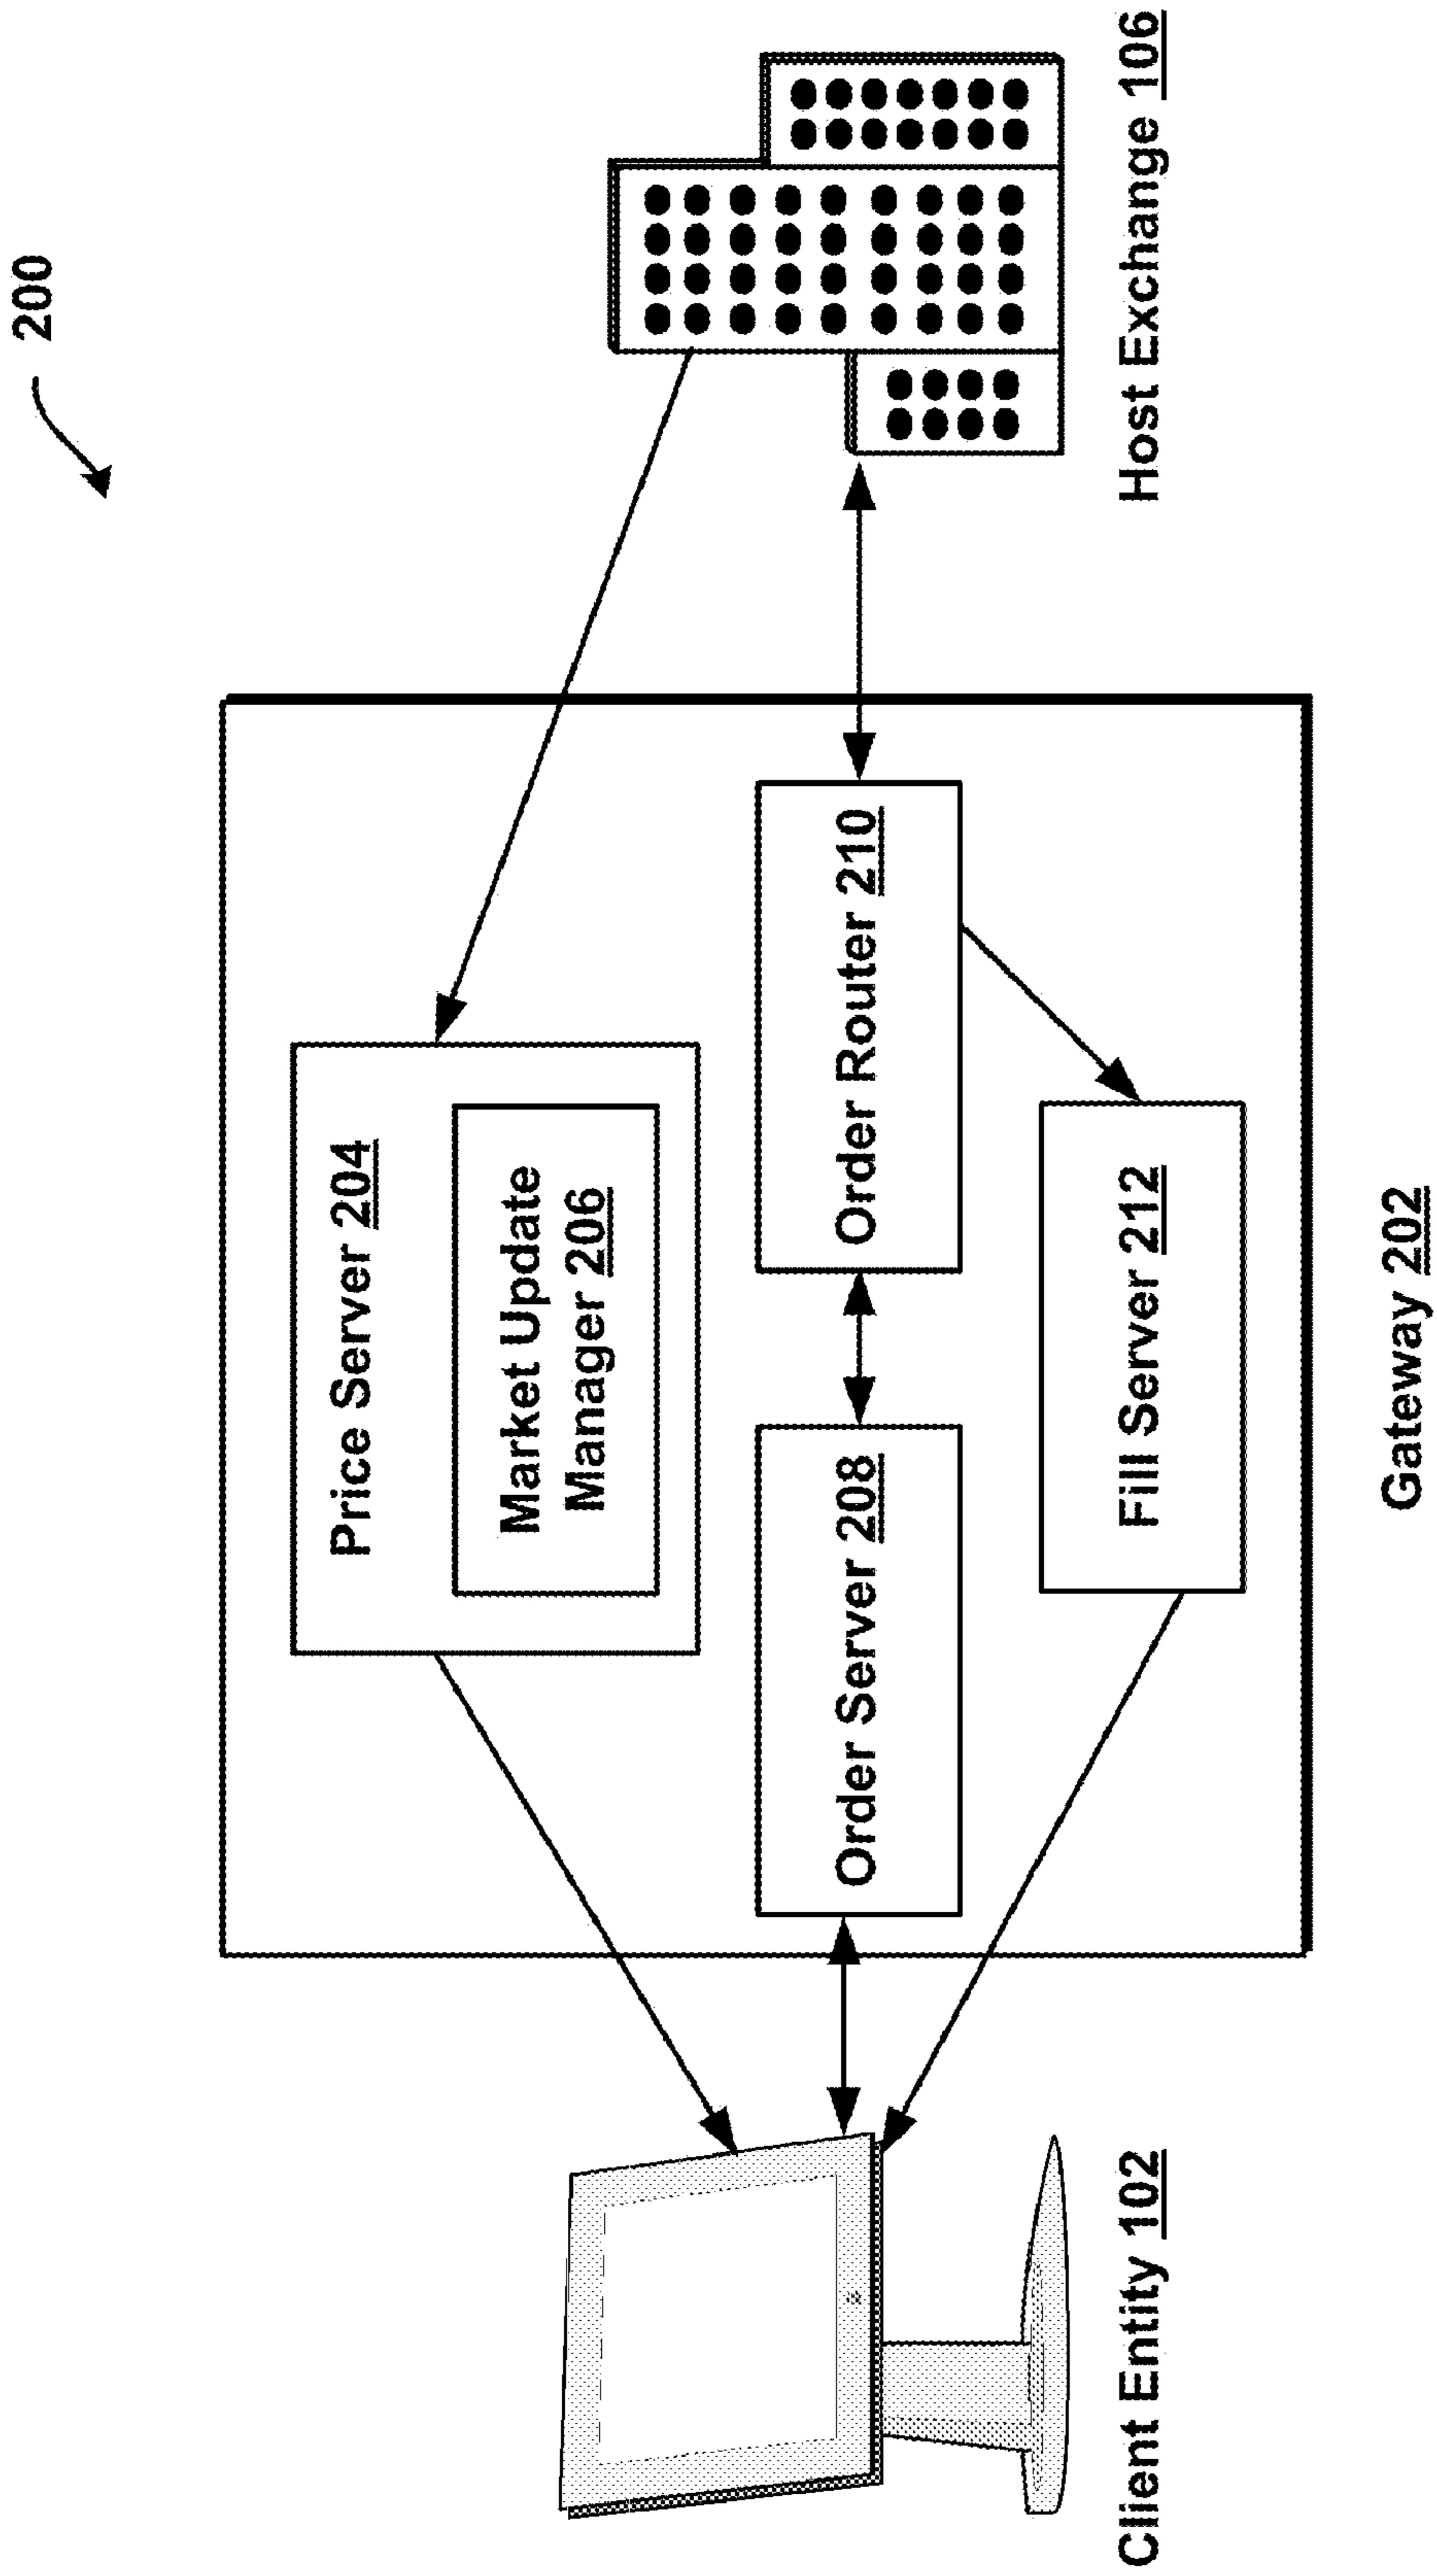 200
Price Server 204
Market Update
Manager 206
Order Server 208
Order Router 210
Fill Server 212
Client Entity 102
Host Exchange 106
Gateway 202